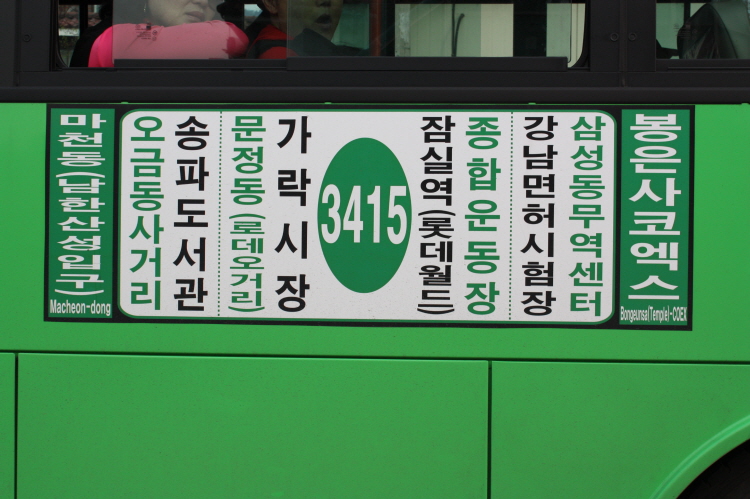 마천동(남한산성입구)
Macheon-dong
오금동사거리
송파도서관
문정동(로데오거리)
가락시장
3415
잠실역(롯데월드)
종합운동장
강남면허시험장
삼성동무역센터
봉은사코엑스
Bongeunsa(Temple)-COEX